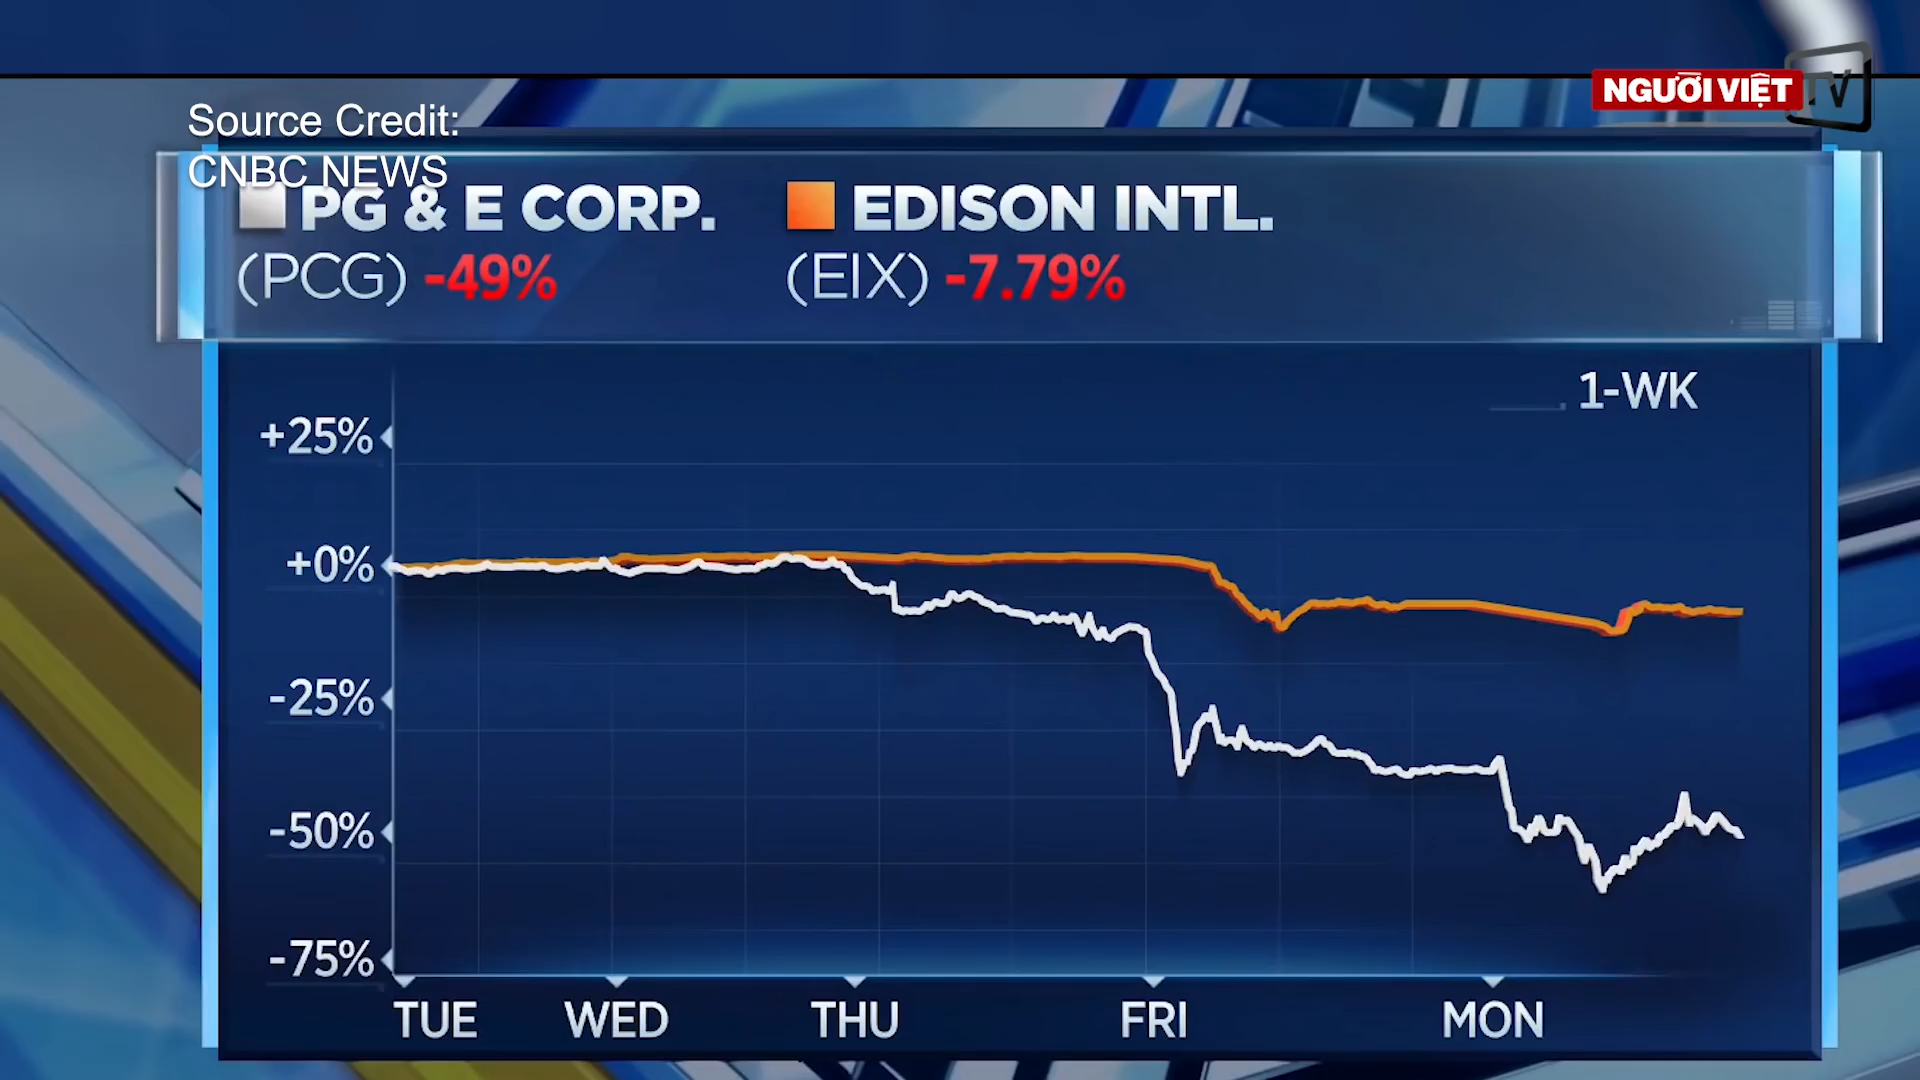 NGƯỜI VIỆT TV
Source Credit:
CNBC NEWS
PG & E CORP.
(PCG) -49%
EDISON INTL.
(EIX) -7.79%
1-WK
+25%
+0%
-25%
-50%
-75%
TUE WED THU FRI MON